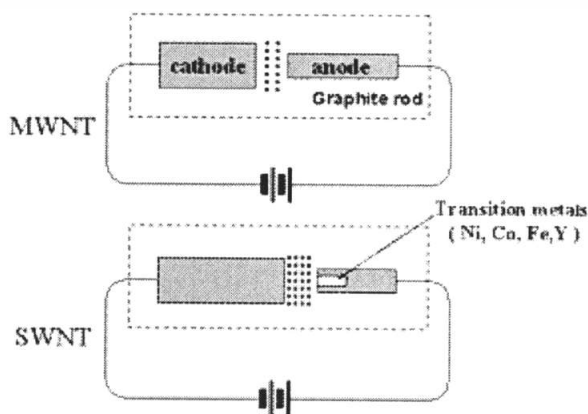 cathode
anode
Graphite rod
MWNT
Transition metals
( Ni, Co, Fe,Y )
SWNT